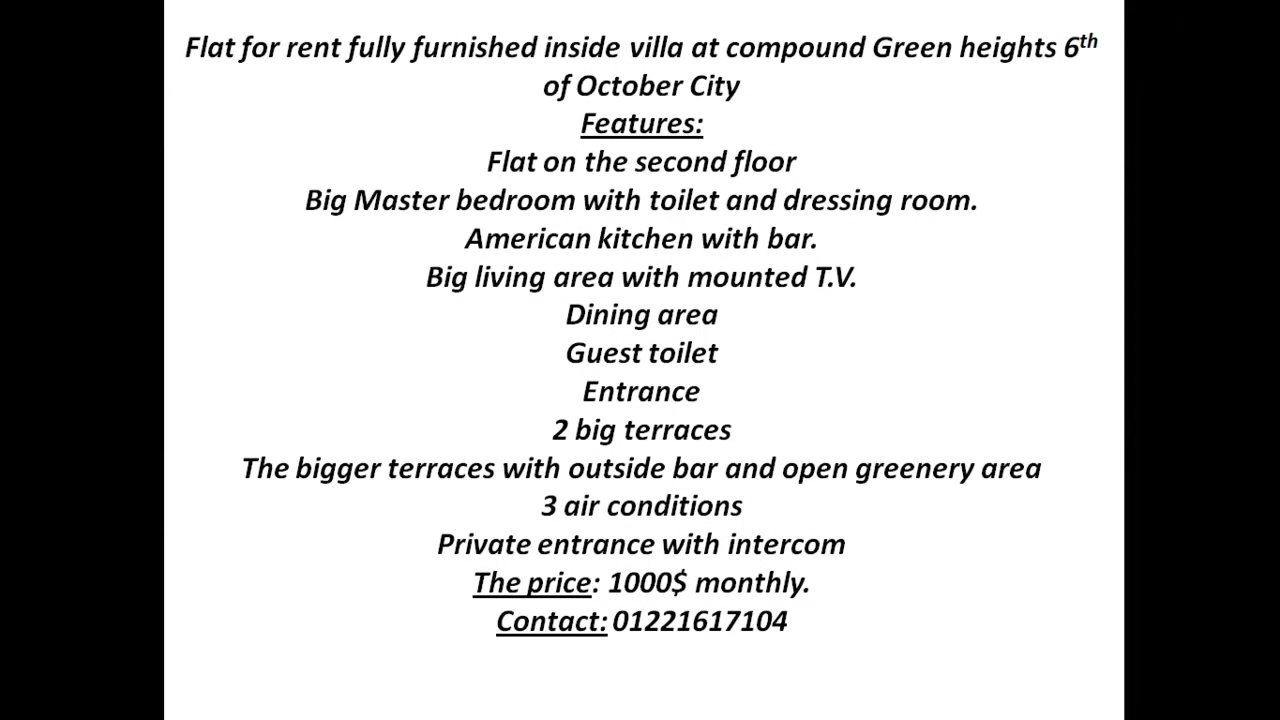 Flat for rent fully furnished inside villa at compound Green heights 6th
of October City
Features:
Flat on the second floor
Big Master bedroom with toilet and dressing room.
American kitchen with bar.
Big living area with mounted T.V.
Dining area
Guest toilet
Entrance
2 big terraces
The bigger terraces with outside bar and open greenery area
3 air conditions
Private entrance with intercom
The price: 1000$ monthly.
Contact: 01221617104